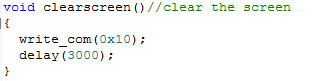 void clearscreen()//clear the screen
{
  write_com(0x10);
  delay(3000);
}